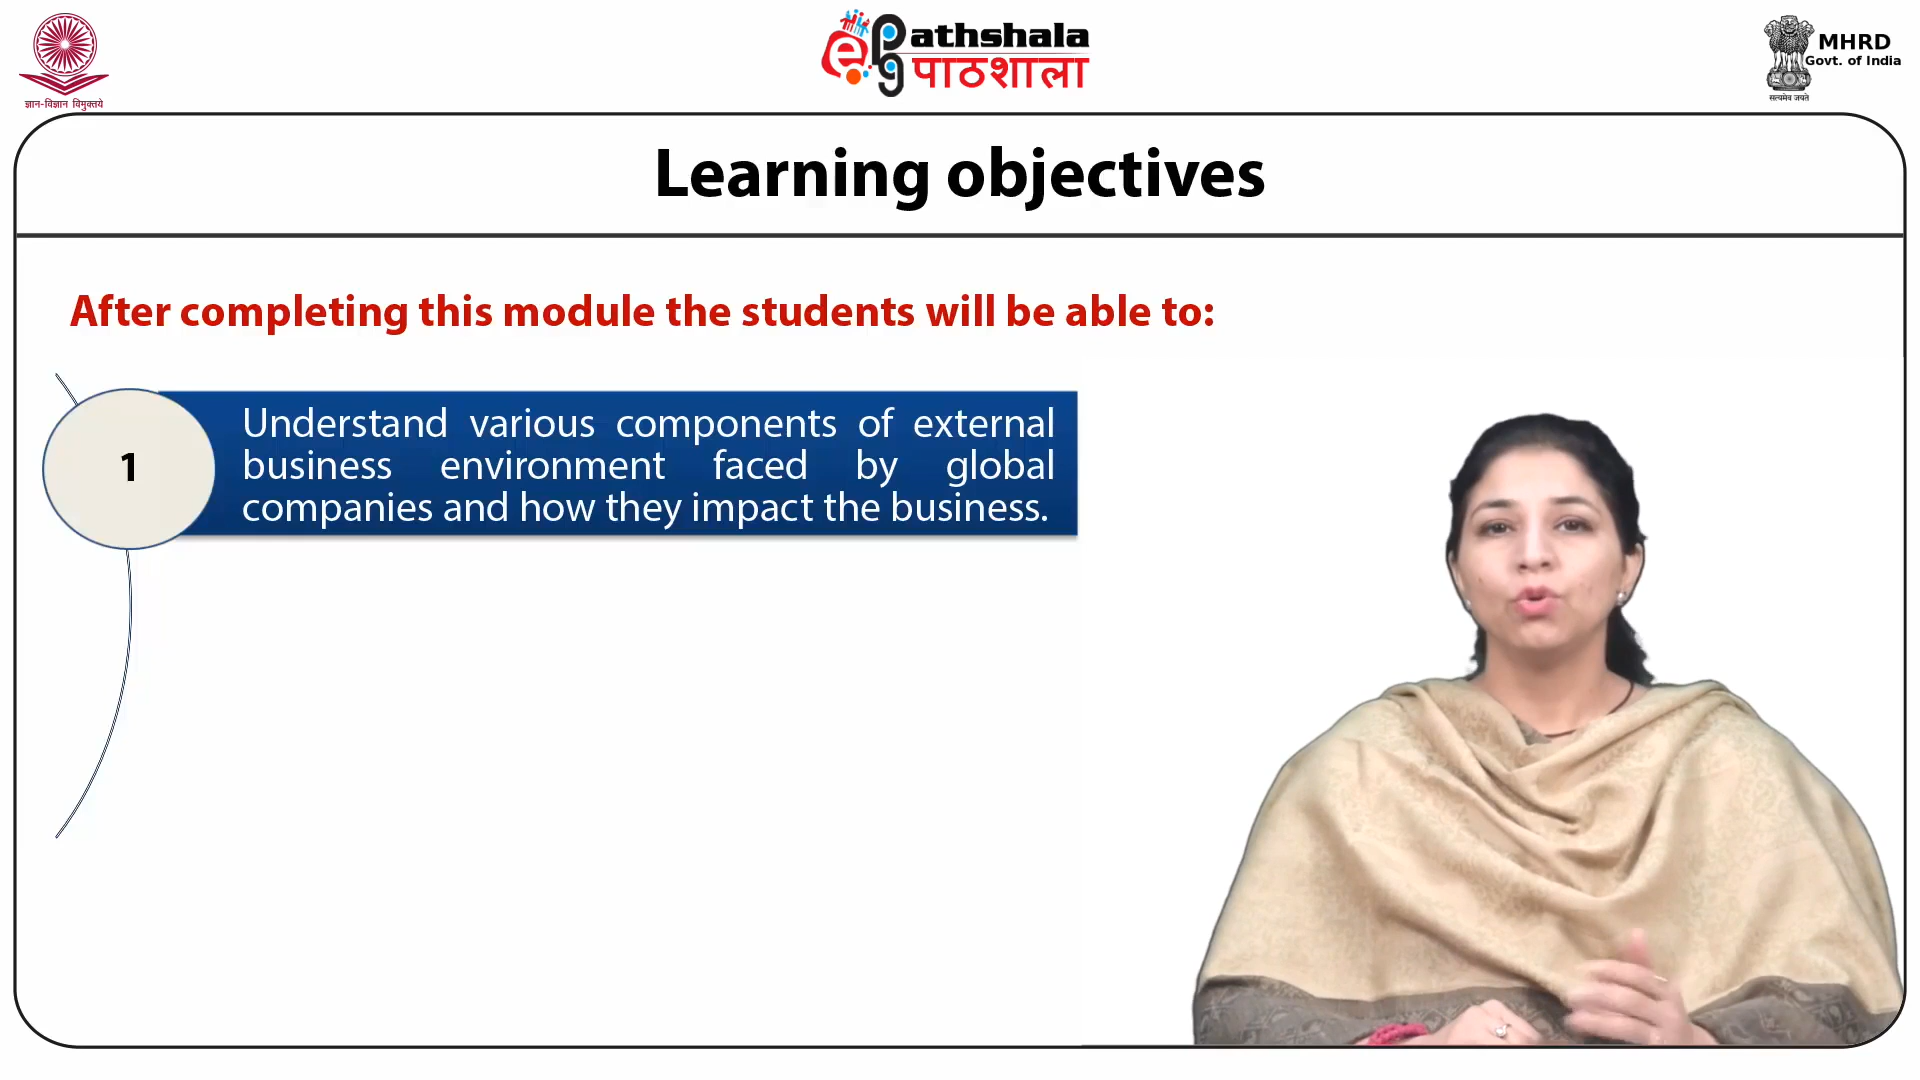 ज्ञान-विज्ञान विमुक्तये
e PG Pathshala
पाठशाला
MHRD
Govt. of India
सत्यमेव जयते
Learning objectives
After completing this module the students will be able to:
1
Understand various components of external
business environment faced by global
companies and how they impact the business.